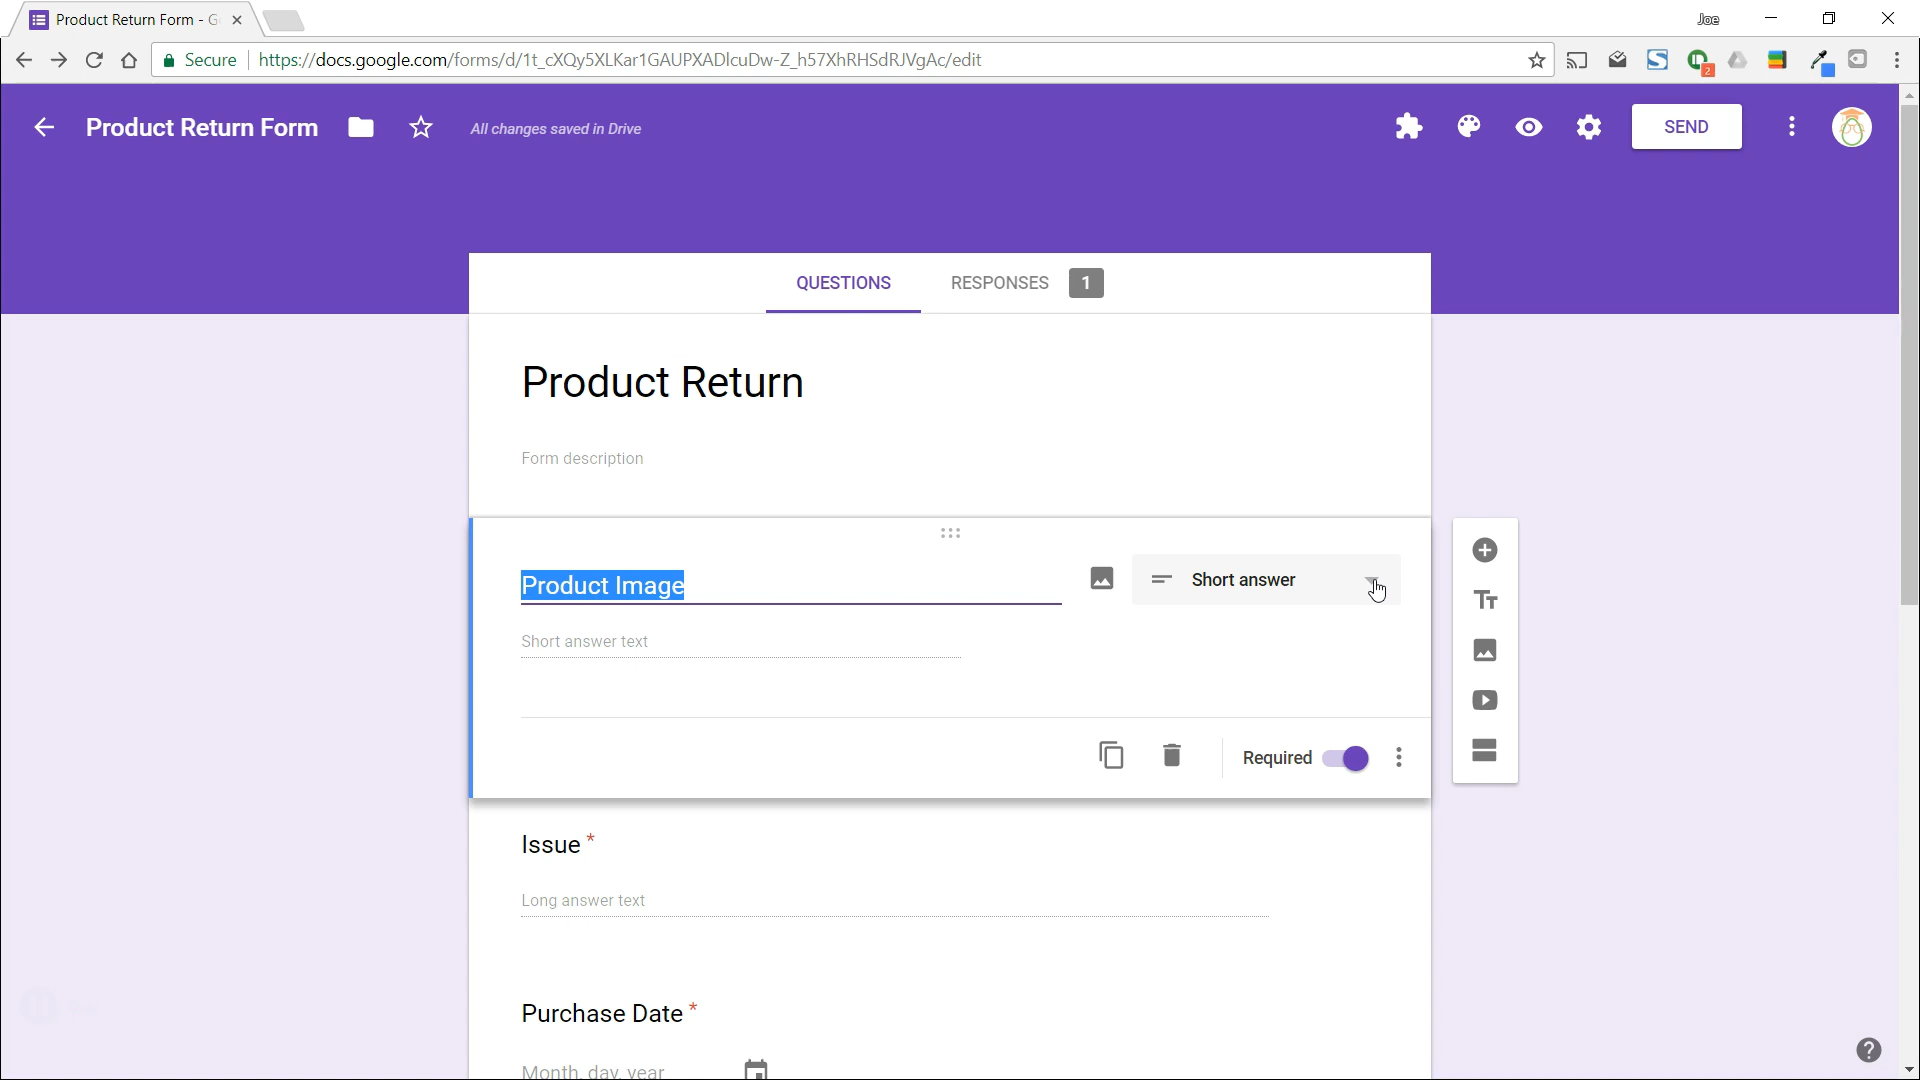 Product Return Form - G
Joe
Secure
https://docs.google.com/forms/d/1t_cXQy5XLKar1GAUPXADlcuDw-Z_h57XhRHSdRJVgAc/edit
2
Product Return Form
All changes saved in Drive
SEND
QUESTIONS
RESPONSES
1
Product Return
Form description
Product Image
Short answer
Short answer text
Tт
Required
Issue *
Long answer text
Purchase Date *
Month, day, year